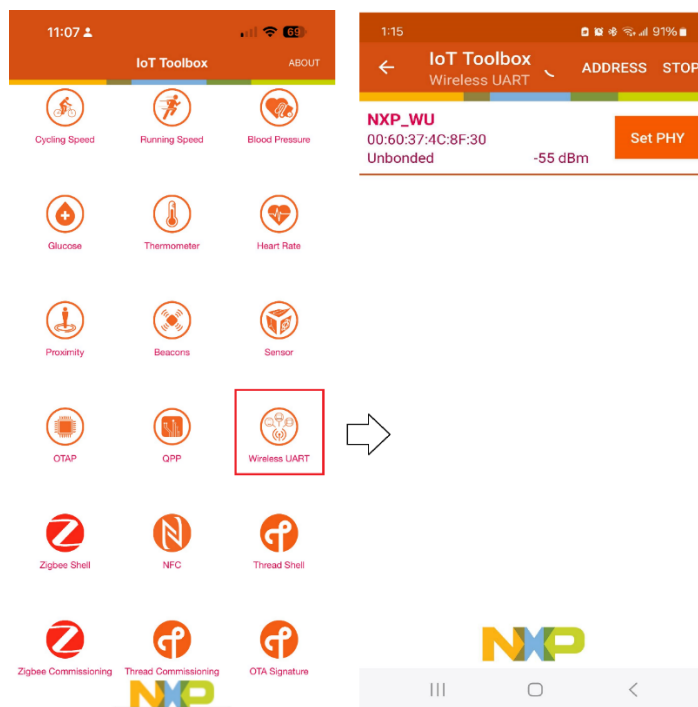 11:07
69
IoT Toolbox
ABOUT
Cycling Speed
Running Speed
Blood Pressure
Glucose
Thermometer
Heart Rate
Proximity
Beacons
Sensor
OTAP
QPP
Wireless UART
Zigbee Shell
NFC
Thread Shell
Zigbee Commissioning
Thread Commissioning
OTA Signature
NXP
1:15
91%
IoT Toolbox
Wireless UART
ADDRESS
STOP
NXP_WU
00:60:37:4C:8F:30
Unbonded
-55 dBm
Set PHY
NXP